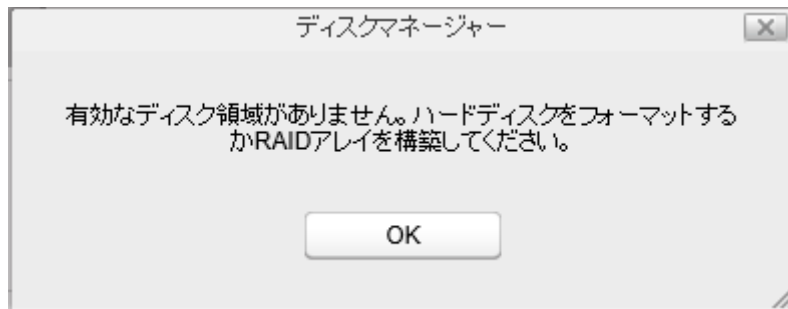 ディスクマネージャー
有効なディスク領域がありません。ハードディスクをフォーマットする
かRAIDアレイを構築してください。
OK